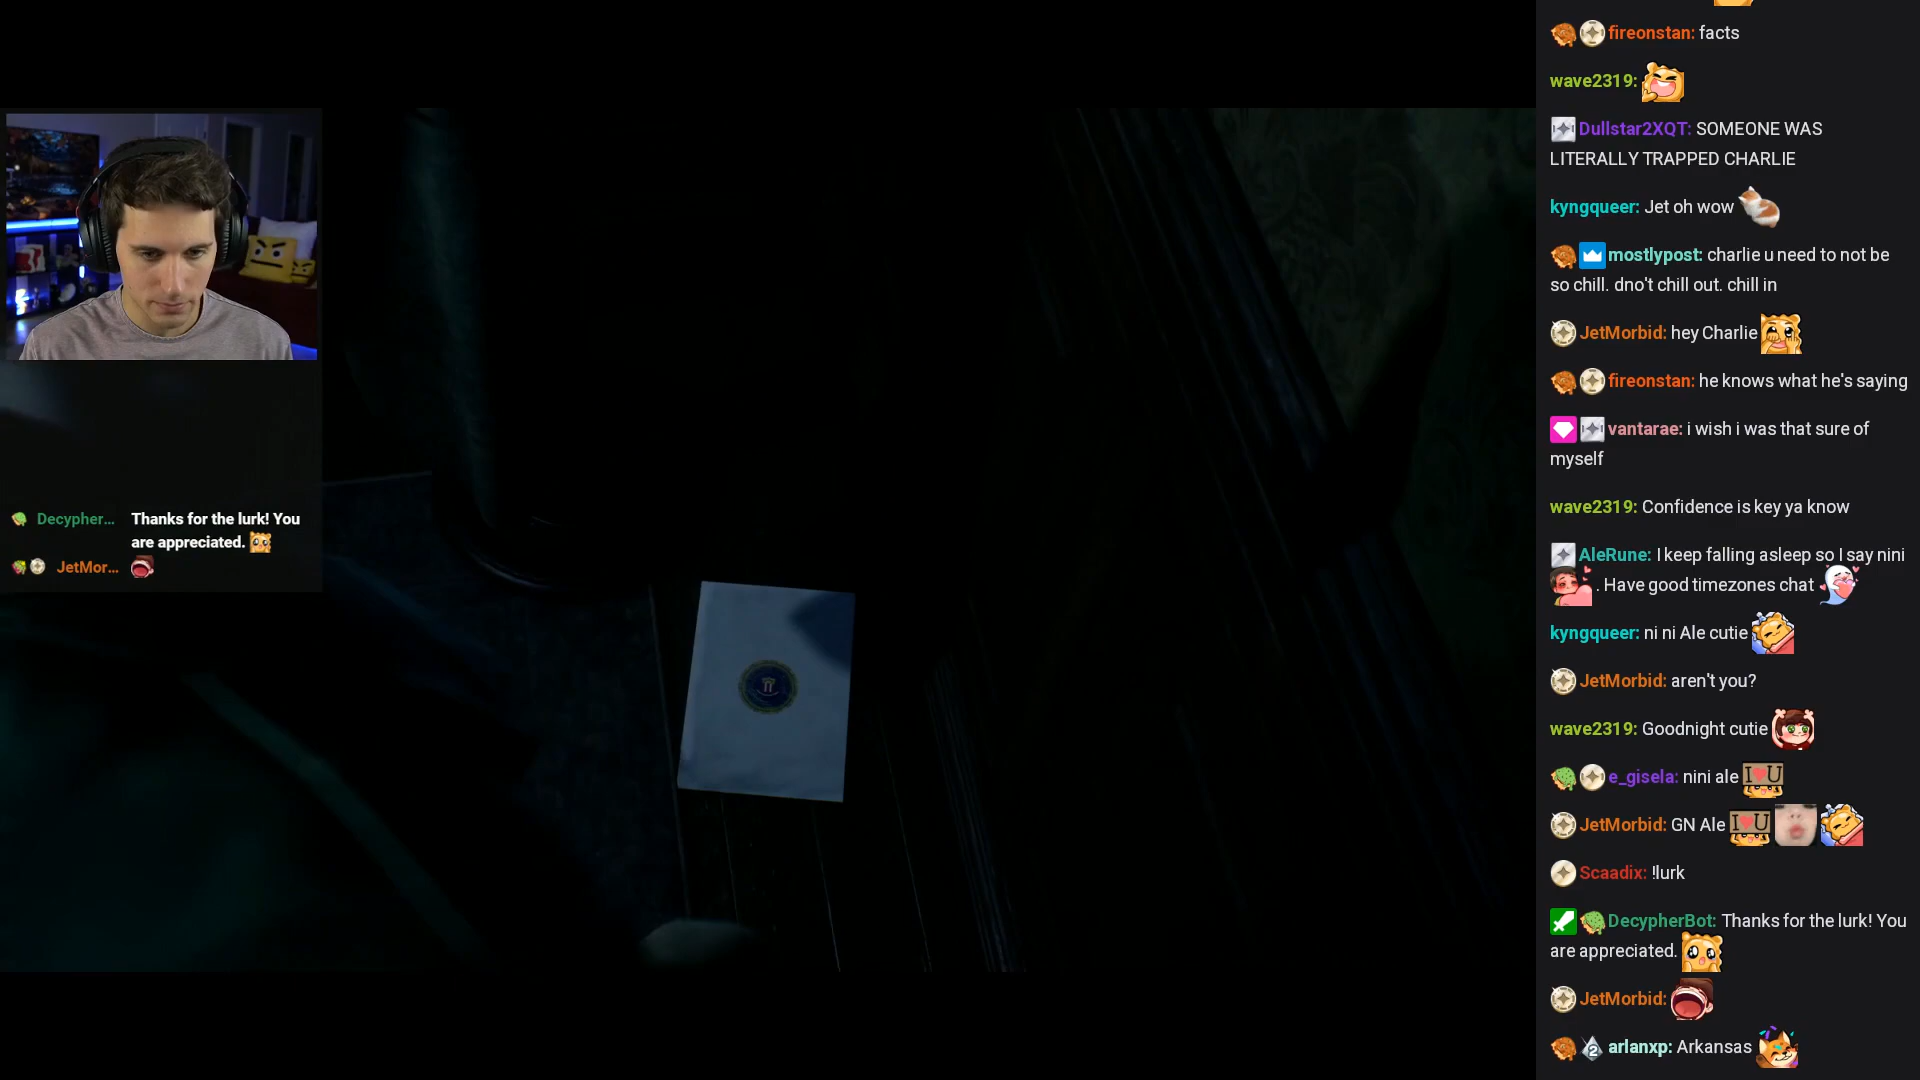 fireonstan: facts
wave2319:
Dullstar2XQT: SOMEONE WAS
LITERALLY TRAPPED CHARLIE
kyngqueer: Jet oh wow
mostlypost: charlie u need to not be
so chill. dno't chill out. chill in
JetMorbid: hey Charlie
fireonstan: he knows what he's saying
vantarae: i wish i was that sure of
myself
wave2319: Confidence is key ya know
AleRune: I keep falling asleep so I say nini
. Have good timezones chat
kyngqueer: ni ni Ale cutie
JetMorbid: aren't you?
wave2319: Goodnight cutie
e_gisela: nini ale I U
JetMorbid: GN Ale I U
Scaadix: !lurk
DecypherBot: Thanks for the lurk! You
are appreciated.
JetMorbid:
2 arlanxp: Arkansas
Decypher... Thanks for the lurk! You
are appreciated.
JetMor...